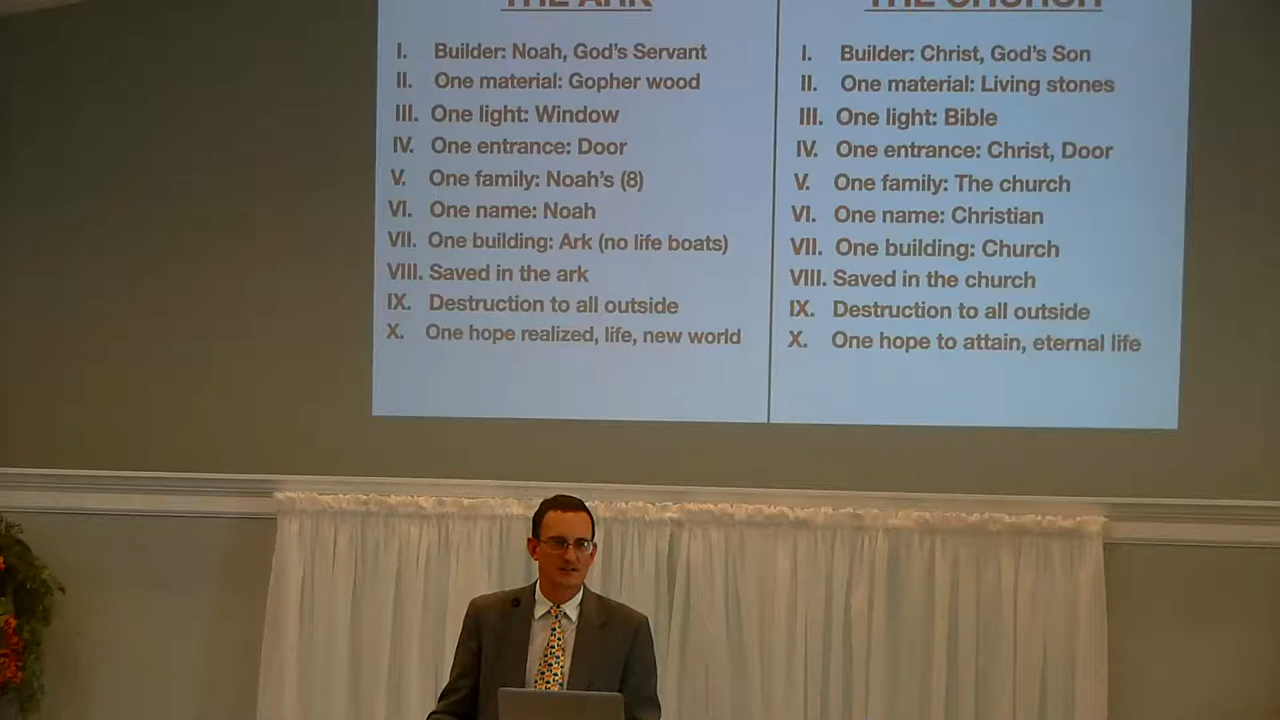 THE ARK
I. Builder: Noah, God's Servant
II. One material: Gopher wood
III. One light: Window
IV. One entrance: Door
V. One family: Noah's (8)
VI. One name: Noah
VII. One building: Ark (no life boats)
VIII. Saved in the ark
IX. Destruction to all outside
X. One hope realized, life, new world
THE CHURCH
I. Builder: Christ, God's Son
II. One material: Living stones
III. One light: Bible
IV. One entrance: Christ, Door
V. One family: The church
VI. One name: Christian
VII. One building: Church
VIII. Saved in the church
IX. Destruction to all outside
X. One hope to attain, eternal life